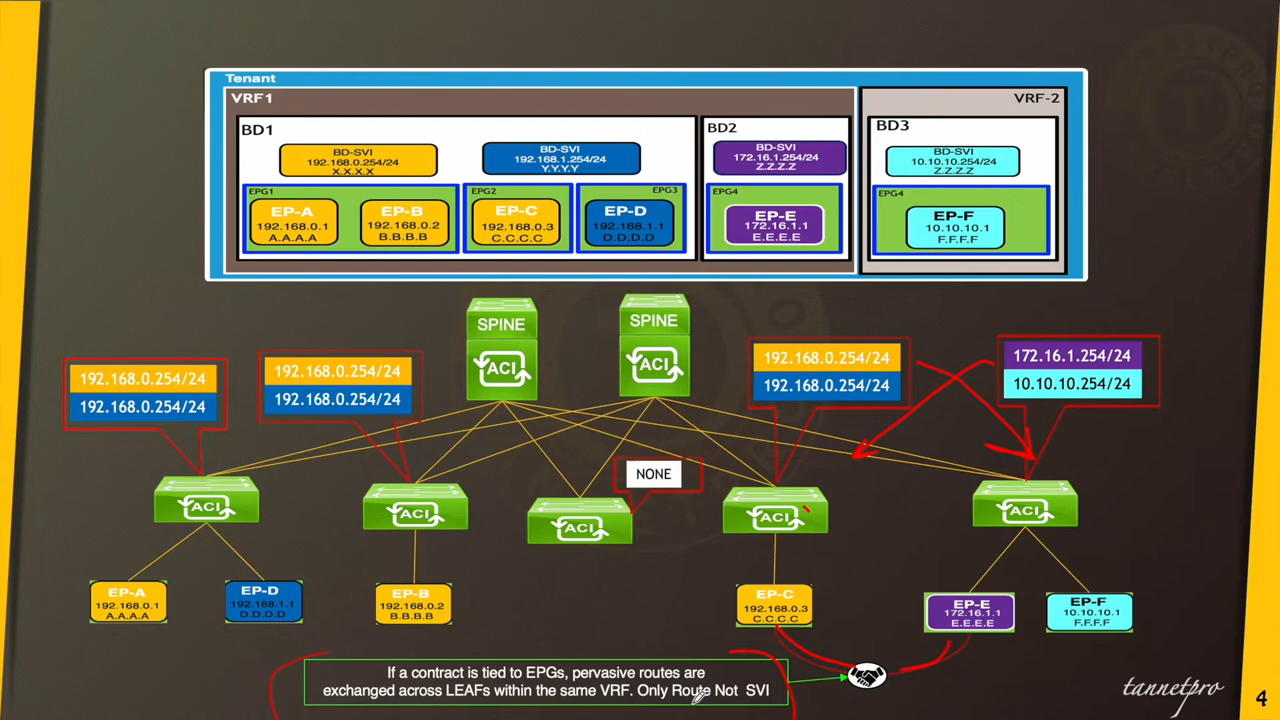 Tenant
VRF1
VRF-2
BD1
BD2
BD3
BD-SVI
192.168.0.254/24
X.X.X.X
BD-SVI
192.168.1.254/24
Y.Y.Y.Y
BD-SVI
172.16.1.254/24
Z.Z.Z.Z
BD-SVI
10.10.10.254/24
Z.Z.Z.Z
EPG1
EPG2
EPG3
EPG4
EPG4
EP-A
192.168.0.1
A.A.A.A
EP-B
192.168.0.2
B.B.B.B
EP-C
192.168.0.3
C.C.C.C
EP-D
192.168.1.1
D.D.D.D
EP-E
172.16.1.1
E.E.E.E
EP-F
10.10.10.1
F.F.F.F
SPINE
ACI
SPINE
ACI
192.168.0.254/24
192.168.0.254/24
192.168.0.254/24
192.168.0.254/24
192.168.0.254/24
192.168.0.254/24
172.16.1.254/24
10.10.10.254/24
NONE
ACI
ACI
ACI
ACI
ACI
EP-A
192.168.0.1
A.A.A.A
EP-D
192.168.1.1
D.D.D.D
EP-B
192.168.0.2
B.B.B.B
EP-C
192.168.0.3
C.C.C.C
EP-E
172.16.1.1
E.E.E.E
EP-F
10.10.10.1
F.F.F.F
If a contract is tied to EPGs, pervasive routes are
exchanged across LEAFs within the same VRF. Only Route Not SVI
tannetpro
4